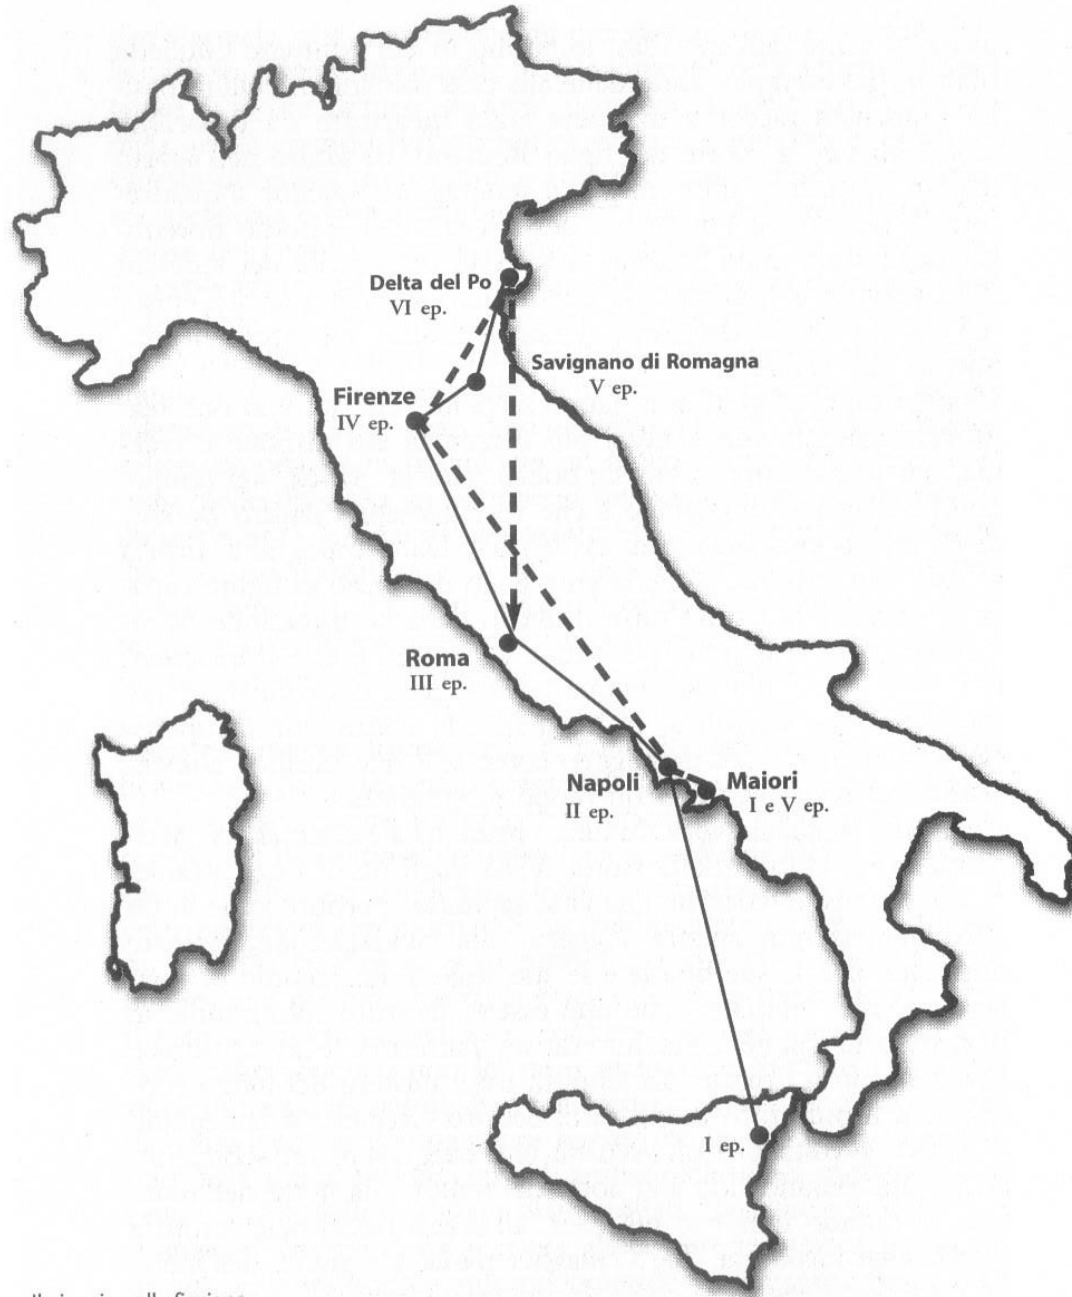 Delta del Po
VI ep.
Savignano di Romagna
V ep.
Firenze
IV ep.
Roma
III ep.
Napoli
II ep.
Maiori
I e V ep.
I ep.